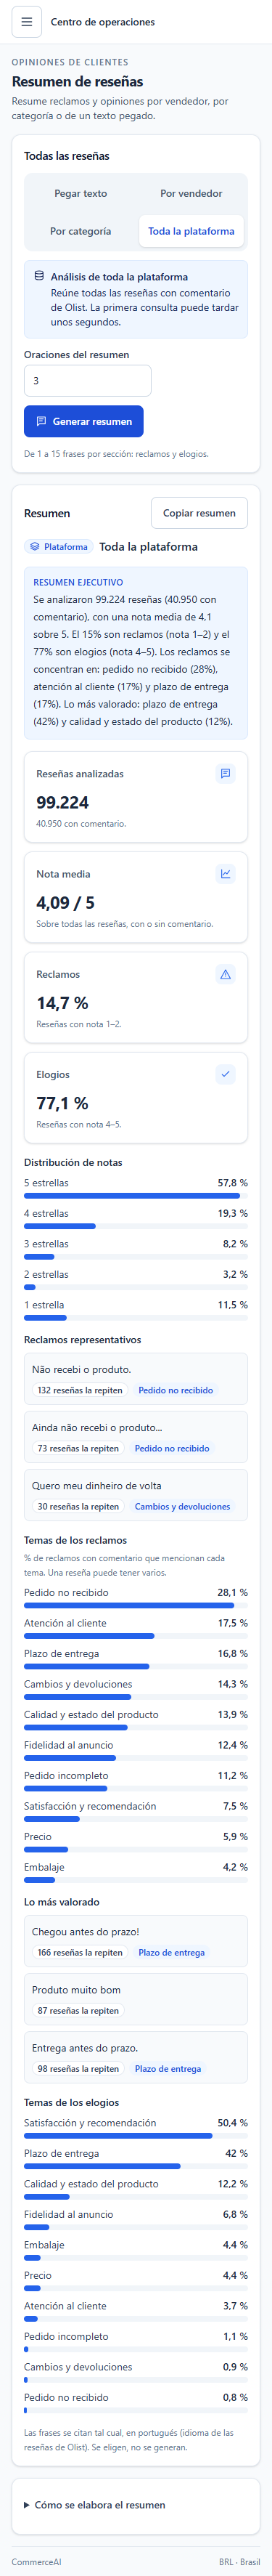 Centro de operaciones
OPINIONES DE CLIENTES
Resumen de reseñas
Resume reclamos y opiniones por vendedor, por
categoría o de un texto pegado.
Todas las reseñas
Pegar texto
Por vendedor
Por categoría
Toda la plataforma
Análisis de toda la plataforma
Reúne todas las reseñas con comentario
de Olist. La primera consulta puede tardar
unos segundos.
Oraciones del resumen
3
Generar resumen
De 1 a 15 frases por sección: reclamos y elogios.
Resumen
Copiar resumen
Plataforma
Toda la plataforma
RESUMEN EJECUTIVO
Se analizaron 99.224 reseñas (40.950 con
comentario), con una nota media de 4,1
sobre 5. El 15% son reclamos (nota 1–2) y el
77% son elogios (nota 4–5). Los reclamos se
concentran en: pedido no recibido (28%),
atención al cliente (17%) y plazo de entrega
(17%). Lo más valorado: plazo de entrega
(42%) y calidad y estado del producto (12%).
Reseñas analizadas
99.224
40.950 con comentario.
Nota media
4,09 / 5
Sobre todas las reseñas, con o sin comentario.
Reclamos
14,7 %
Reseñas con nota 1–2.
Elogios
77,1 %
Reseñas con nota 4–5.
Distribución de notas
5 estrellas 57,8 %
4 estrellas 19,3 %
3 estrellas 8,2 %
2 estrellas 3,2 %
1 estrella 11,5 %
Reclamos representativos
Não recebi o produto.
132 reseñas la repiten Pedido no recibido
Ainda não recebi o produto...
73 reseñas la repiten Pedido no recibido
Quero meu dinheiro de volta
30 reseñas la repiten Cambios y devoluciones
Temas de los reclamos
% de reclamos con comentario que mencionan cada
tema. Una reseña puede tener varios.
Pedido no recibido 28,1 %
Atención al cliente 17,5 %
Plazo de entrega 16,8 %
Cambios y devoluciones 14,3 %
Calidad y estado del producto 13,9 %
Fidelidad al anuncio 12,4 %
Pedido incompleto 11,2 %
Satisfacción y recomendación 7,5 %
Precio 5,9 %
Embalaje 4,2 %
Lo más valorado
Chegou antes do prazo!
166 reseñas la repiten Plazo de entrega
Produto muito bom
87 reseñas la repiten
Entrega antes do prazo.
98 reseñas la repiten Plazo de entrega
Temas de los elogios
Satisfacción y recomendación 50,4 %
Plazo de entrega 42 %
Calidad y estado del producto 12,2 %
Fidelidad al anuncio 6,8 %
Embalaje 4,4 %
Precio 4,4 %
Atención al cliente 3,7 %
Pedido incompleto 1,1 %
Cambios y devoluciones 0,9 %
Pedido no recibido 0,8 %
Las frases se citan tal cual, en portugués (idioma de las
reseñas de Olist). Se eligen, no se generan.
Cómo se elabora el resumen
CommerceAI
BRL · Brasil